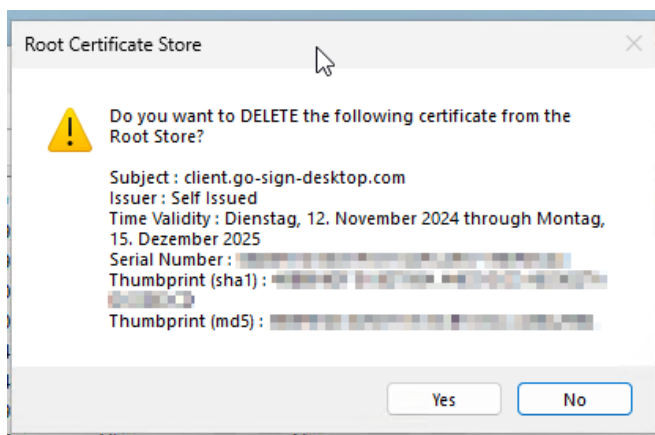 Root Certificate Store
Do you want to DELETE the following certificate from the
Root Store?
Subject : client.go-sign-desktop.com
Issuer : Self Issued
Time Validity : Dienstag, 12. November 2024 through Montag,
15. Dezember 2025
Serial Number :
Thumbprint (sha1) :
Thumbprint (md5) :
Yes
No